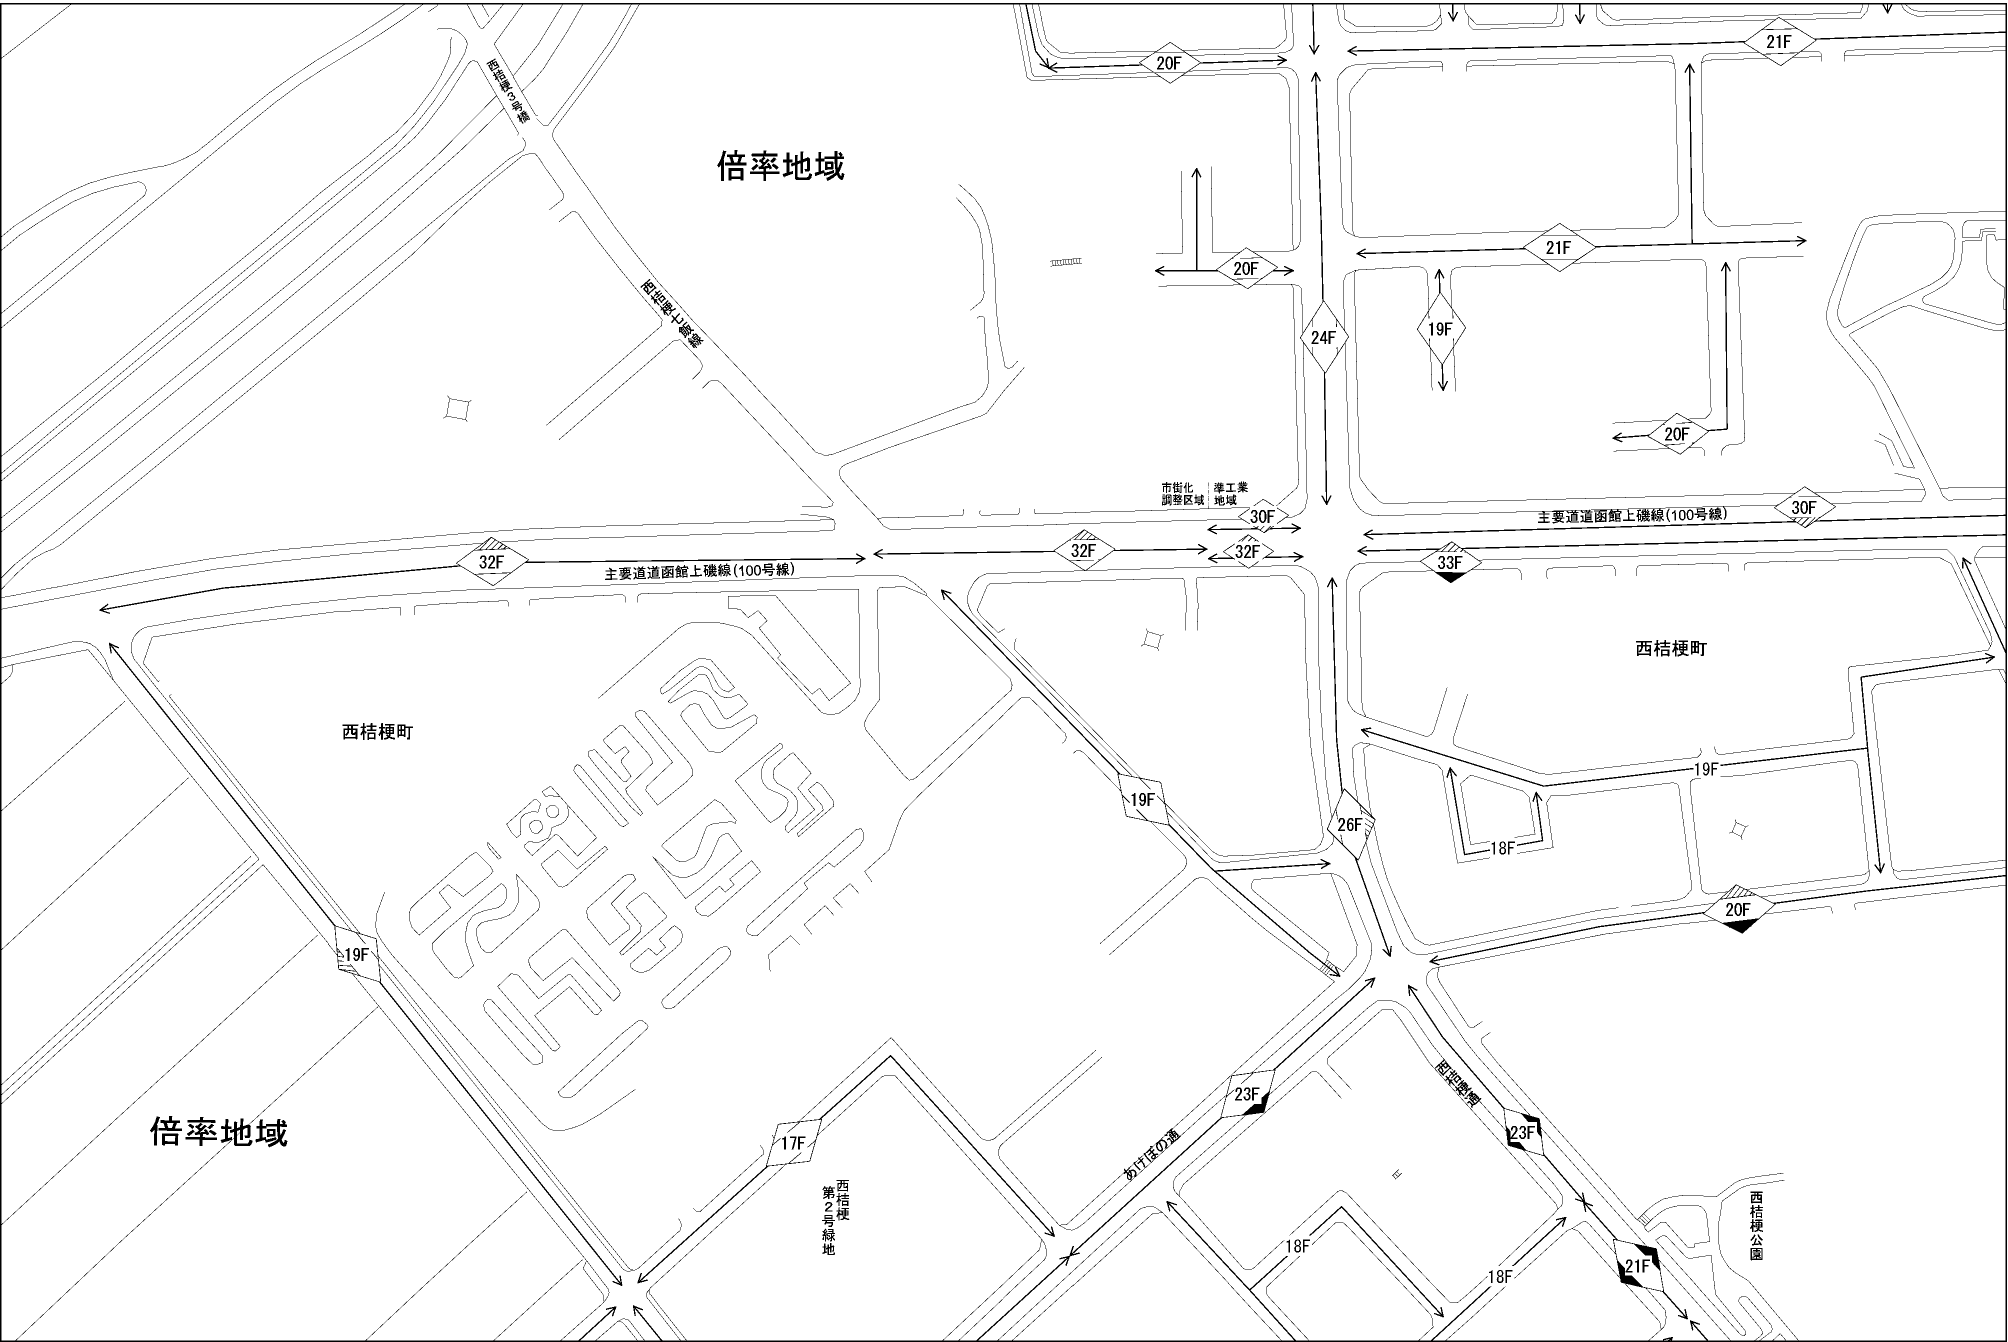 21F
20F
西桔梗3号橋
倍率地域
21F
20F
西桔梗七飯線
24F
19F
20F
市街化
調整区域
準工業
地域
30F
30F
主要道道函館上磯線(100号線)
32F
32F
32F
33F
主要道道函館上磯線(100号線)
西桔梗町
西桔梗町
19F
19F
26F
18F
20F
19F
西桔梗通
23F
23F
倍率地域
17F
あけぼの通
西桔梗
第2号緑地
西桔梗公園
18F
21F
18F